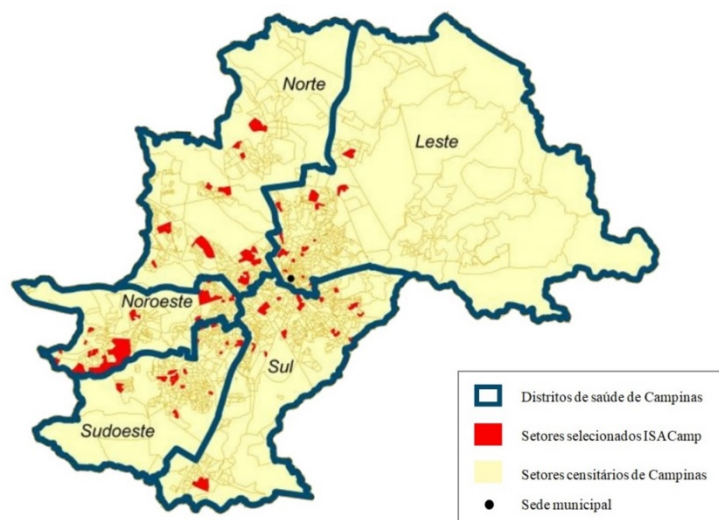 Norte
Leste
Noroeste
Sul
Sudoeste
Distritos de saúde de Campinas
Setores selecionados ISACamp
Setores censitários de Campinas
Sede municipal